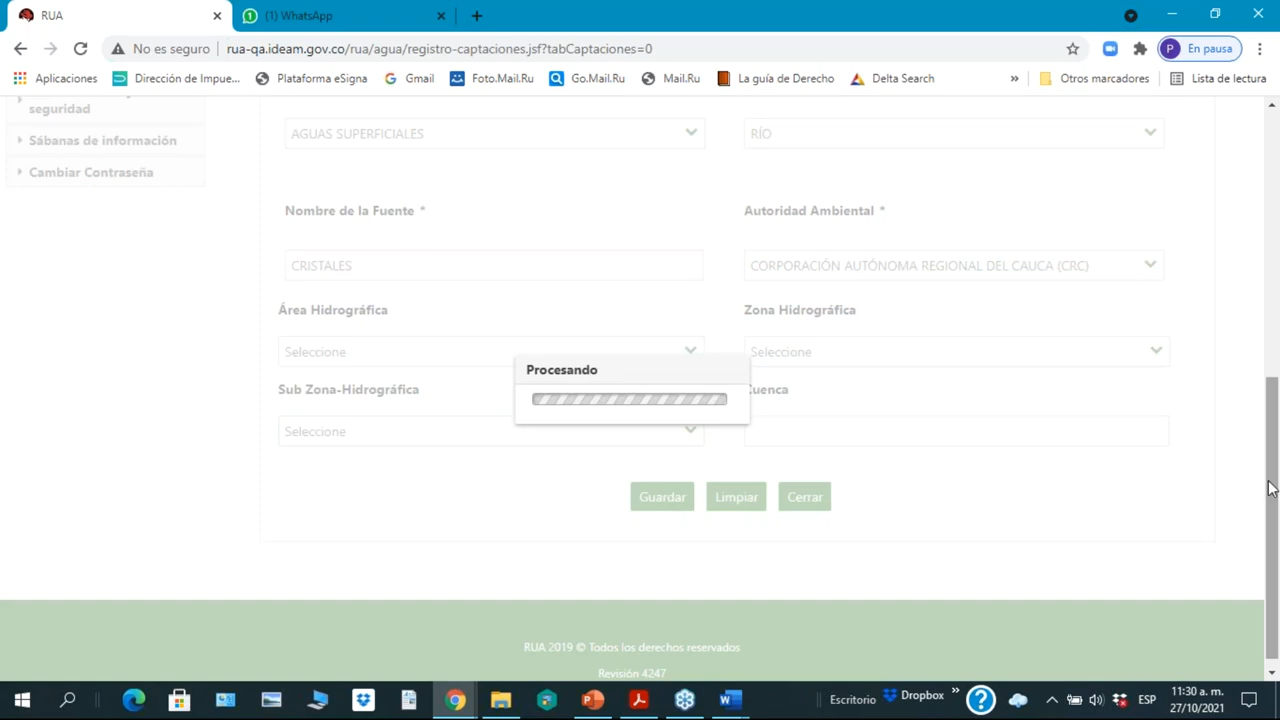 RUA
(1) WhatsApp
No es seguro
rua-qa.ideam.gov.co/rua/agua/registro-captaciones.jsf?tabCaptaciones=0
P
En pausa
Aplicaciones
Dirección de Impue...
Plataforma eSigna
Gmail
Foto.Mail.Ru
Go.Mail.Ru
Mail.Ru
La guía de Derecho
Delta Search
»
Otros marcadores
Lista de lectura
seguridad
Sábanas de información
Cambiar Contraseña
AGUAS SUPERFICIALES
RÍO
Nombre de la Fuente *
Autoridad Ambiental *
CRISTALES
CORPORACIÓN AUTÓNOMA REGIONAL DEL CAUCA (CRC)
Área Hidrográfica
Zona Hidrográfica
Seleccione
Seleccione
Procesando
Sub Zona-Hidrográfica
Cuenca
Seleccione
Guardar
Limpiar
Cerrar
RUA 2019 © Todos los derechos reservados
Revisión 4247
Escritorio
Dropbox
»
ESP
11:30 a. m.
27/10/2021